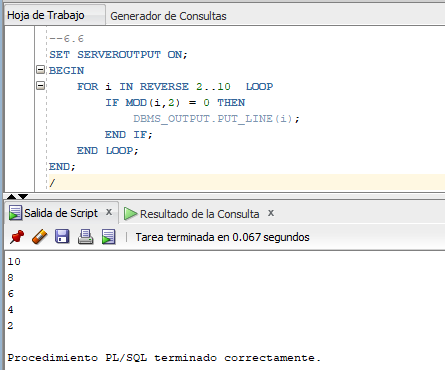 Hoja de Trabajo Generador de Consultas
--6.6
SET SERVEROUTPUT ON;
BEGIN
FOR i IN REVERSE 2..10  LOOP
IF MOD(i,2) = 0 THEN
DBMS_OUTPUT.PUT_LINE(i);
END IF;
END LOOP;
END;
/
Salida de Script x Resultado de la Consulta x
Tarea terminada en 0.067 segundos
10
8
6
4
2
Procedimiento PL/SQL terminado correctamente.